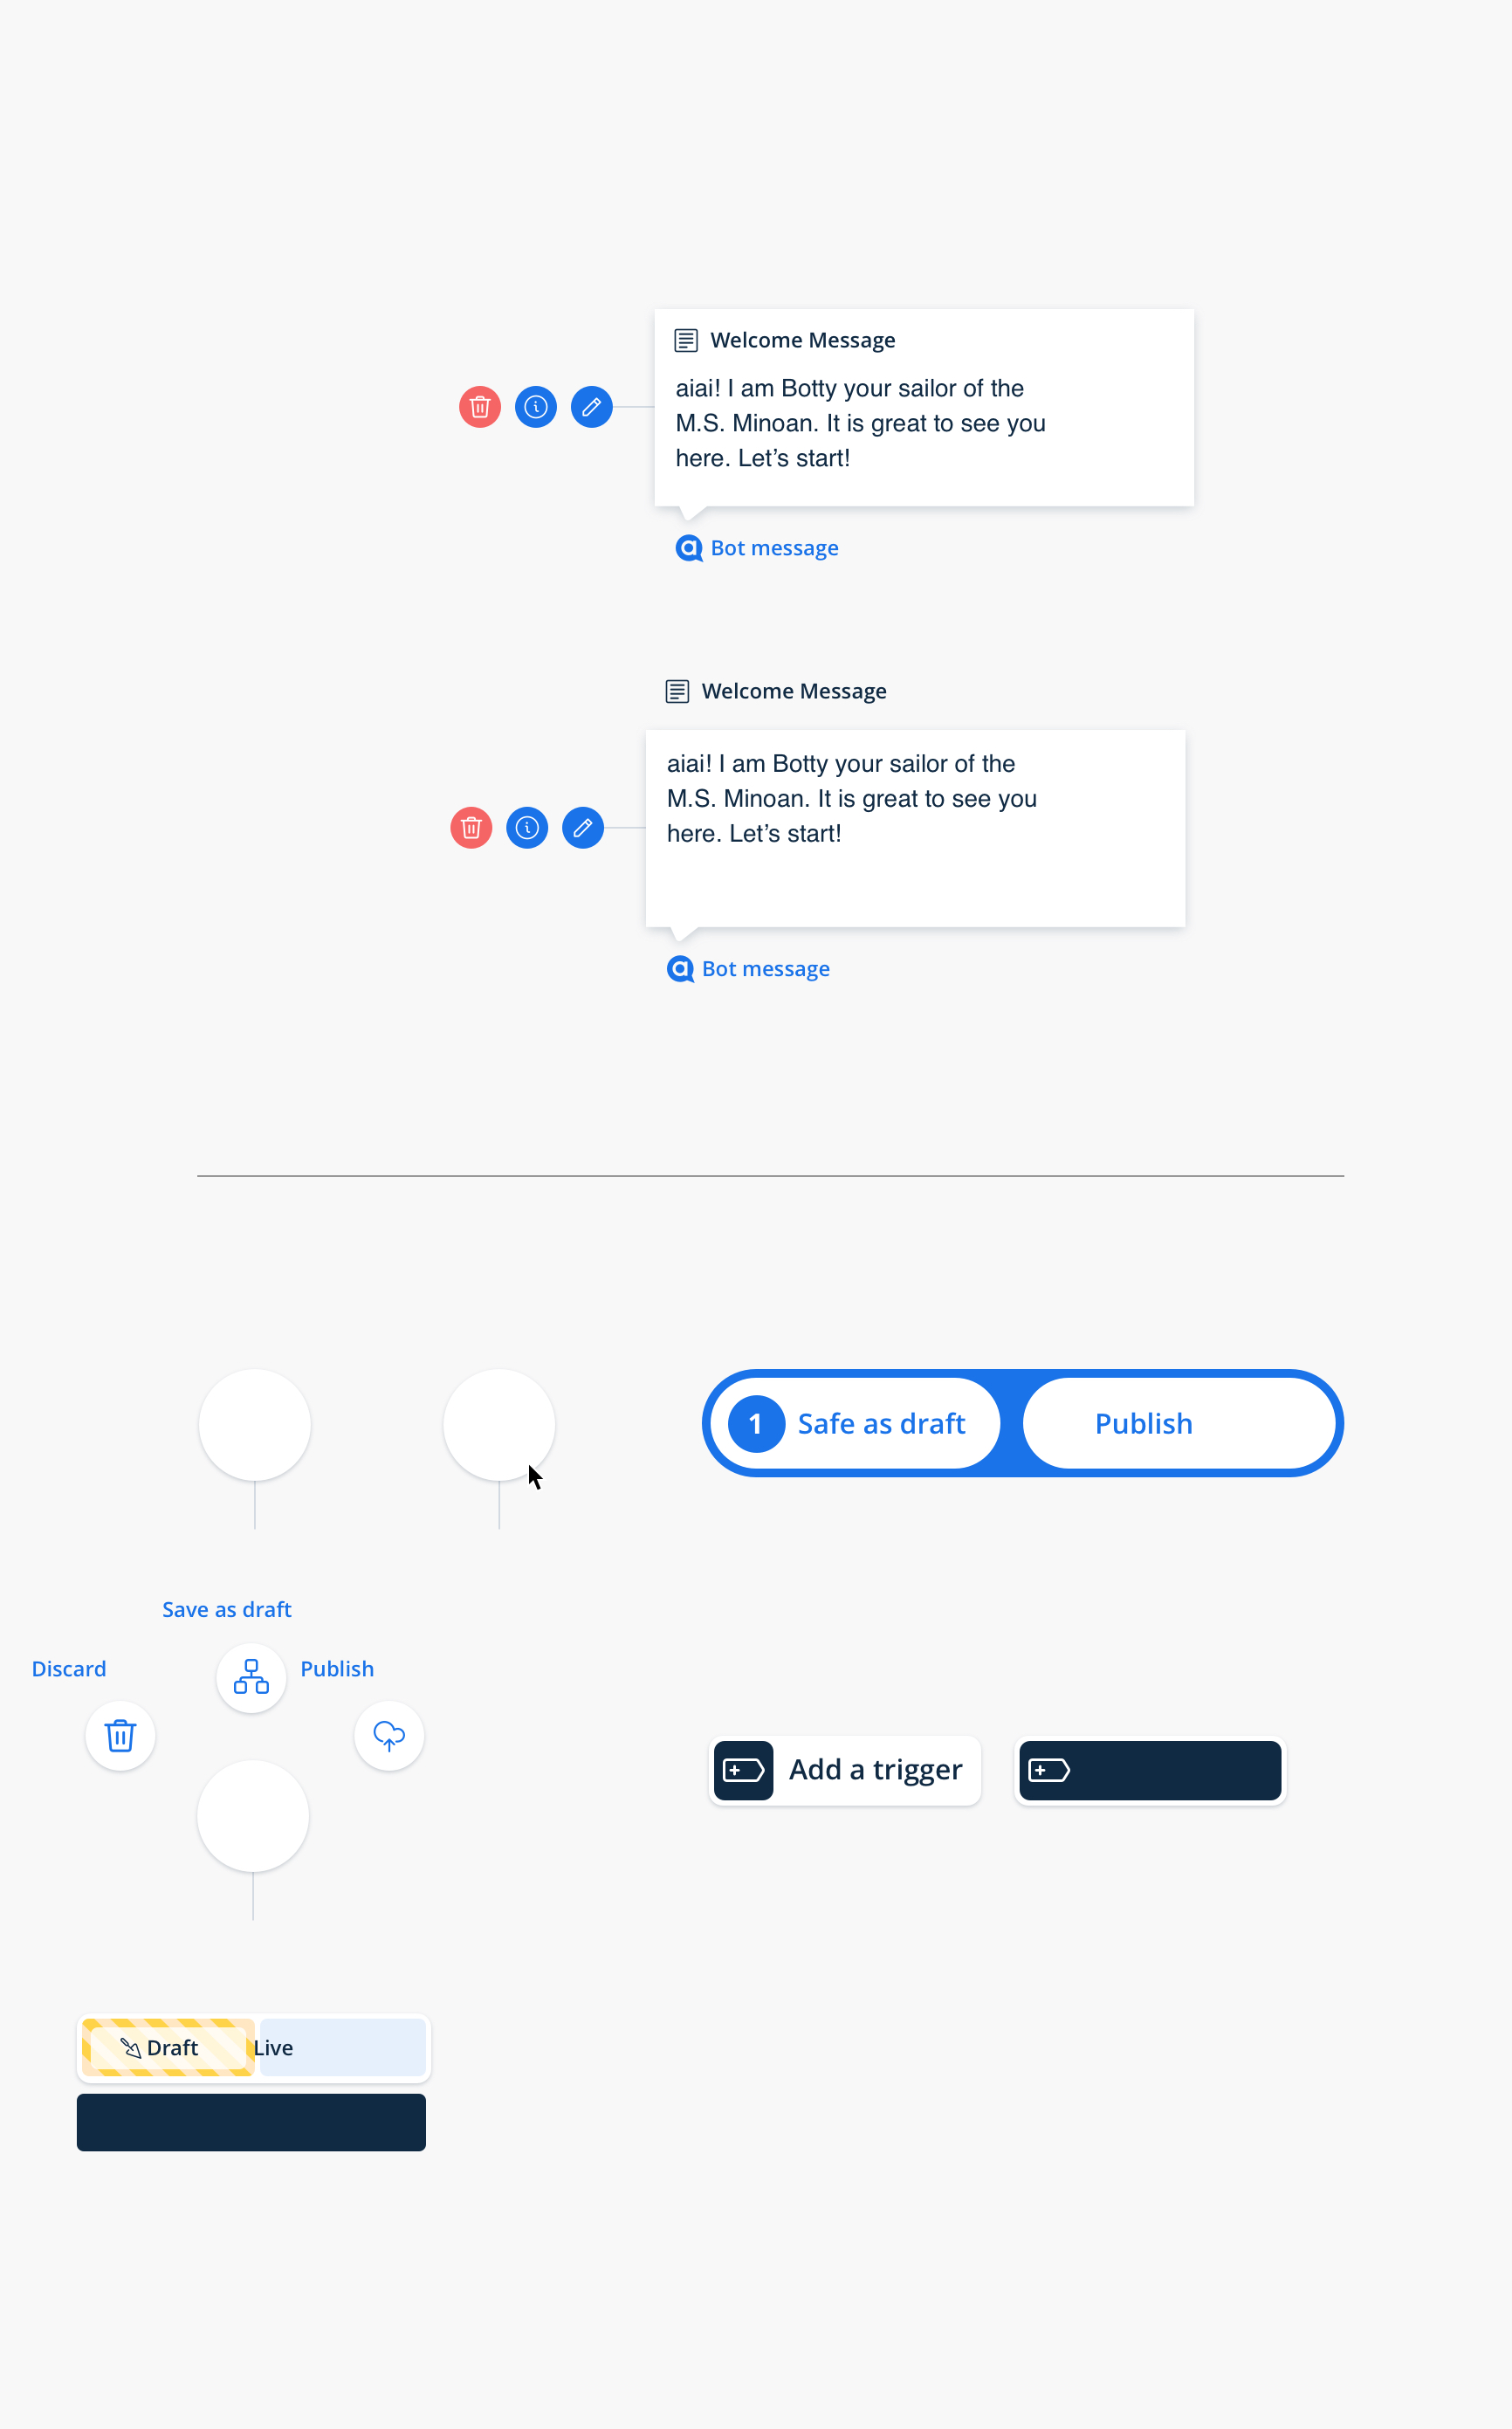 Welcome Message
aiai! I am Botty your sailor of the
M.S. Minoan. It is great to see you
here. Let’s start!
Bot message
Welcome Message
aiai! I am Botty your sailor of the
M.S. Minoan. It is great to see you
here. Let’s start!
Bot message
1 Safe as draft
Publish
Save as draft
Discard
Publish
Add a trigger
Draft
Live